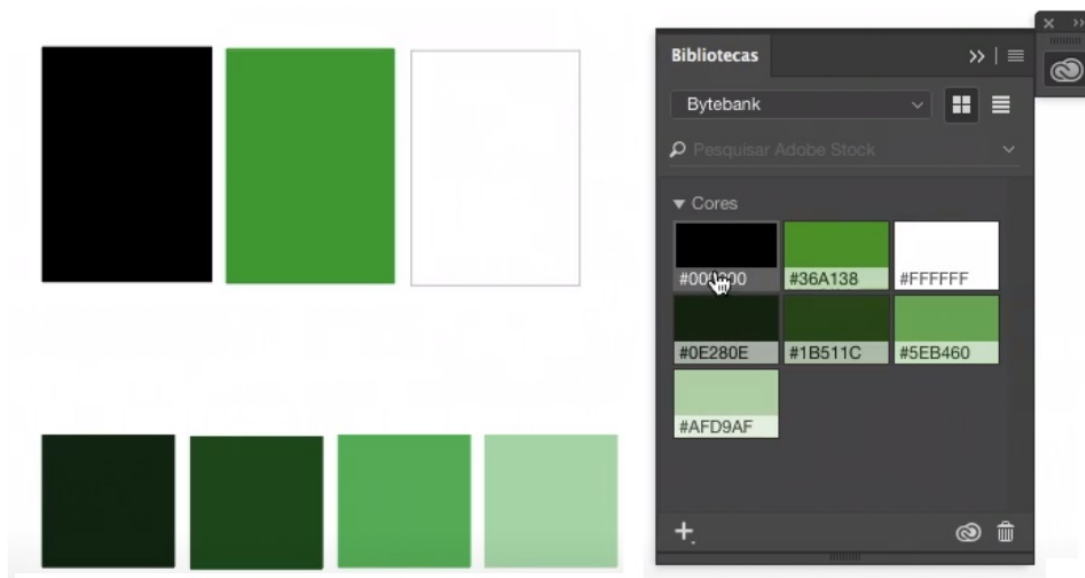 Bibliotecas
Bytebank
Pesquisar Adobe Stock
Cores
#36A138
#FFFFFF
#0E280E
#1B511C
#5EB460
#AFD9AF